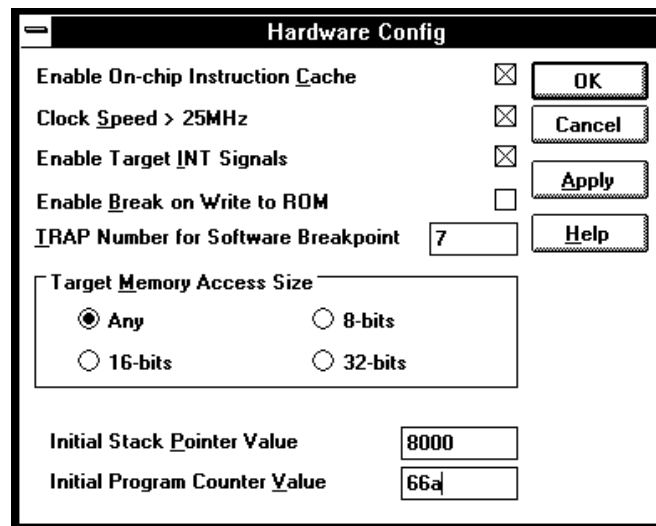 Hardware Config
Enable On-chip Instruction Cache
OK
Clock Speed > 25MHz
Cancel
Enable Target INT Signals
Apply
Enable Break on Write to ROM
TRAP Number for Software Breakpoint 7
Help
Target Memory Access Size
Any 8-bits
16-bits 32-bits
Initial Stack Pointer Value 8000
Initial Program Counter Value 66a